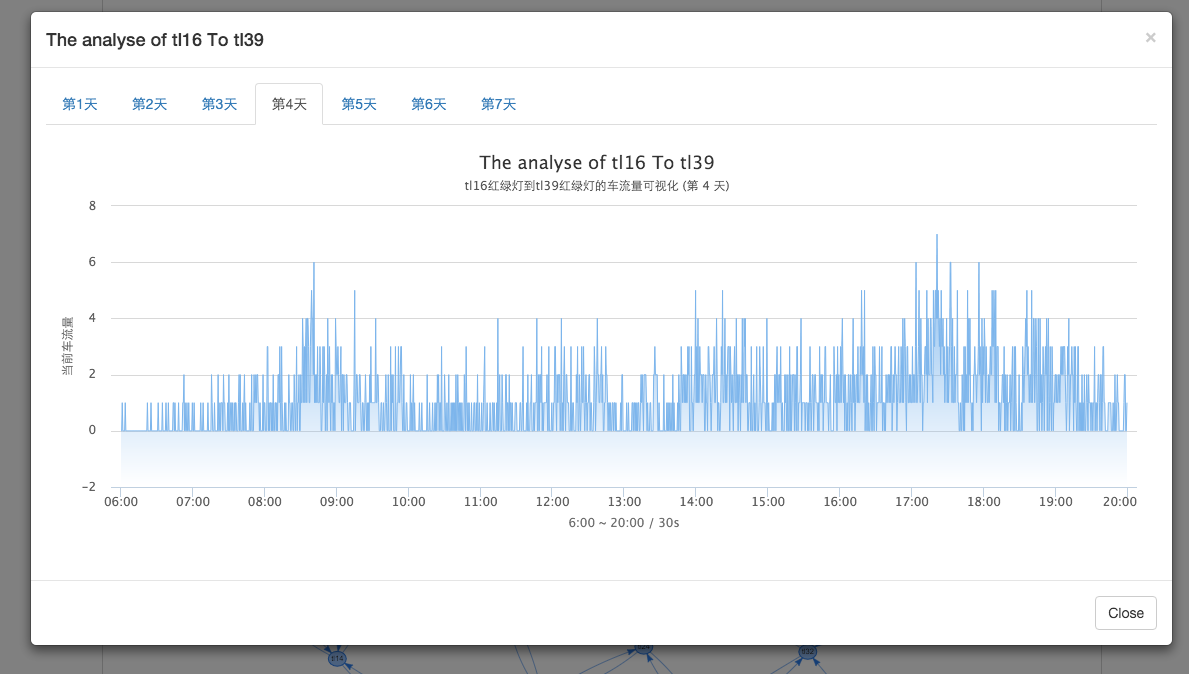 The analyse of tl16 To tl39
×
第1天 第2天 第3天 第4天 第5天 第6天 第7天
The analyse of tl16 To tl39
tl16红绿灯到tl39红绿灯的车流量可视化 (第 4 天)
当前车流量
8
6
4
2
0
-2
06:00 07:00 08:00 09:00 10:00 11:00 12:00 13:00 14:00 15:00 16:00 17:00 18:00 19:00 20:00
6:00 ~ 20:00 / 30s
Close
tl14
tl32